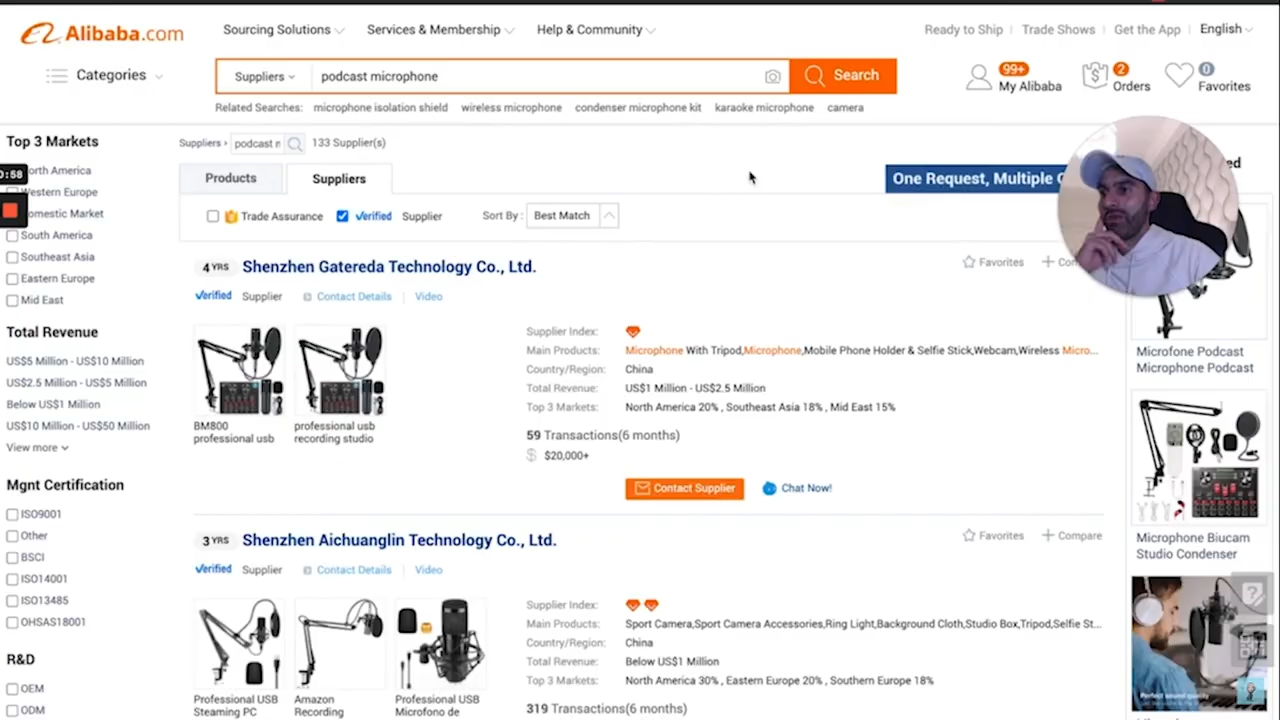 Alibaba.com
Sourcing Solutions
Services & Membership
Help & Community
Ready to Ship
Trade Shows
Get the App
English
Categories
Suppliers
podcast microphone
Search
99+
My Alibaba
2
Orders
0
Favorites
Related Searches:
microphone isolation shield
wireless microphone
condenser microphone kit
karaoke microphone
camera
Top 3 Markets
orth America
Western Europe
omestic Market
South America
Southeast Asia
Eastern Europe
Mid East
0:58
Total Revenue
US$5 Million - US$10 Million
US$2.5 Million - US$5 Million
Below US$1 Million
US$10 Million - US$50 Million
View more
Mgnt Certification
ISO9001
Other
BSCI
ISO14001
ISO13485
OHSAS18001
R&D
OEM
ODM
Suppliers ›
podcast n
133 Supplier(s)
Products
Suppliers
Trade Assurance
Verified Supplier
Sort By :
Best Match
One Request, Multiple
4 YRS
Shenzhen Gatereda Technology Co., Ltd.
Favorites
Verified Supplier
Contact Details
Video
BM800
professional usb
professional usb
recording studio
Supplier Index:
Main Products: Microphone With Tripod,Microphone,Mobile Phone Holder & Selfie Stick,Webcam,Wireless Micro...
Country/Region: China
Total Revenue: US$1 Million - US$2.5 Million
Top 3 Markets: North America 20% , Southeast Asia 18% , Mid East 15%
59 Transactions(6 months)
$20,000+
Contact Supplier
Chat Now!
3 YRS
Shenzhen Aichuanglin Technology Co., Ltd.
Favorites
Compare
Verified Supplier
Contact Details
Video
Professional USB
Steaming PC
Amazon
Recording
Professional USB
Microfono de
Supplier Index:
Main Products: Sport Camera,Sport Camera Accessories,Ring Light,Background Cloth,Studio Box,Tripod,Selfie St...
Country/Region: China
Total Revenue: Below US$1 Million
Top 3 Markets: North America 30% , Eastern Europe 20% , Southern Europe 18%
319 Transactions(6 months)
Microfone Podcast
Microphone Podcast
Microphone Biucam
Studio Condenser
Perfect sound quality